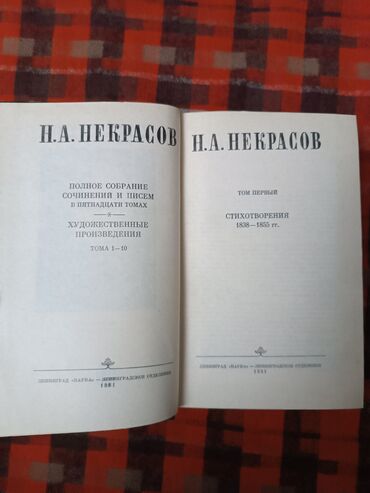 Н.А.НЕКРАСОВ
ПОЛНОЕ СОБРАНИЕ
СОЧИНЕНИЙ И ПИСЕМ
В ПЯТНАДЦАТИ ТОМАХ
ХУДОЖЕСТВЕННЫЕ
ПРОИЗВЕДЕНИЯ
ТОМА 1—10
ЛЕНИНГРАД «НАУКА» — ЛЕНИНГРАДСКОЕ ОТДЕЛЕНИЕ
1981
Н.А.НЕКРАСОВ
ТОМ ПЕРВЫЙ
СТИХОТВОРЕНИЯ
1838—1855 гг.
ЛЕНИНГРАД «НАУКА» — ЛЕНИНГРАДСКОЕ ОТДЕЛЕНИЕ
1981